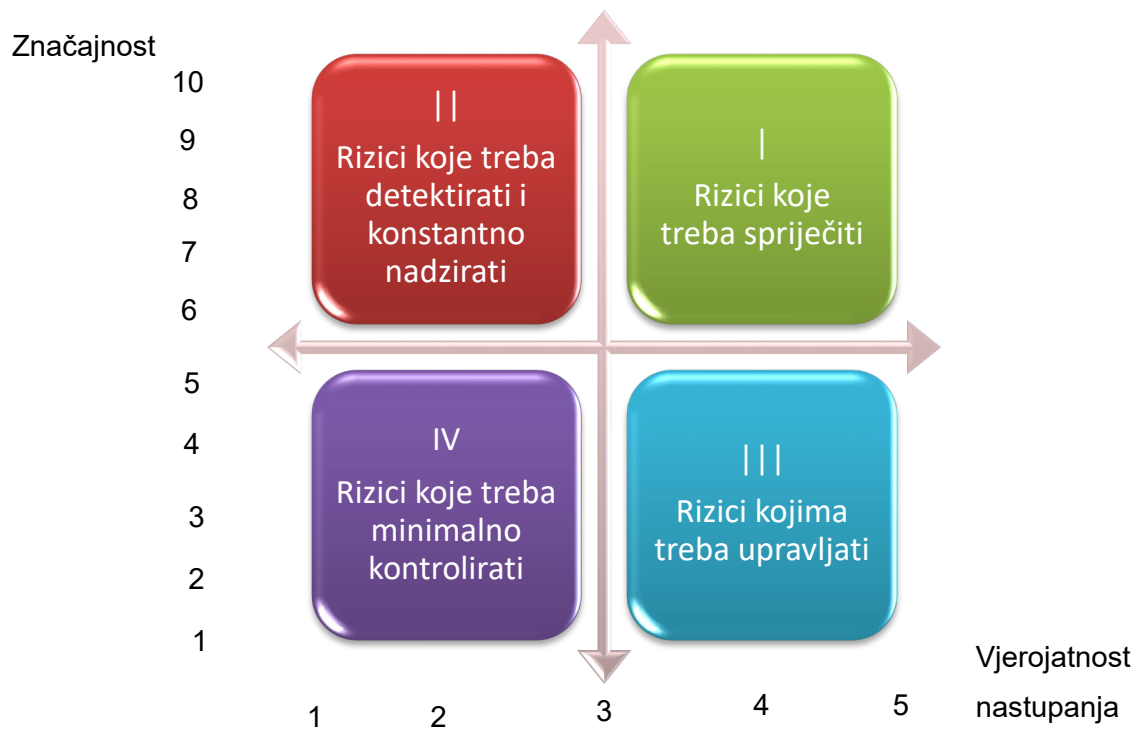 Značajnost
10
9
8
7
6
5
4
3
2
1
||
Rizici koje treba
detektirati i
konstantno
nadzirati
|
Rizici koje
treba spriječiti
IV
Rizici koje treba
minimalno
kontrolirati
|||
Rizici kojima
treba upravljati
1 2 3 4 5
Vjerojatnost
nastupanja